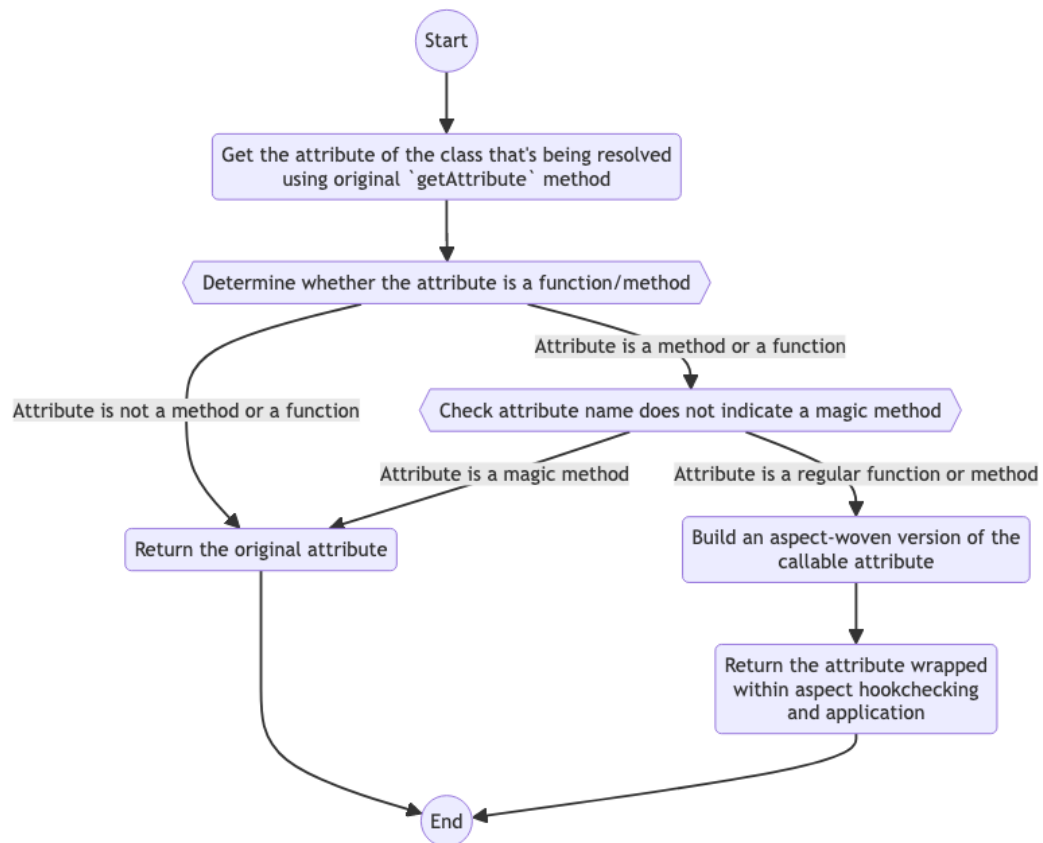 Start
Get the attribute of the class that's being resolved
using original `getAttribute` method
Determine whether the attribute is a function/method
Attribute is a method or a function
Attribute is not a method or a function
Check attribute name does not indicate a magic method
Attribute is a magic method
Attribute is a regular function or method
Return the original attribute
Build an aspect-woven version of the
callable attribute
Return the attribute wrapped
within aspect hookchecking
and application
End